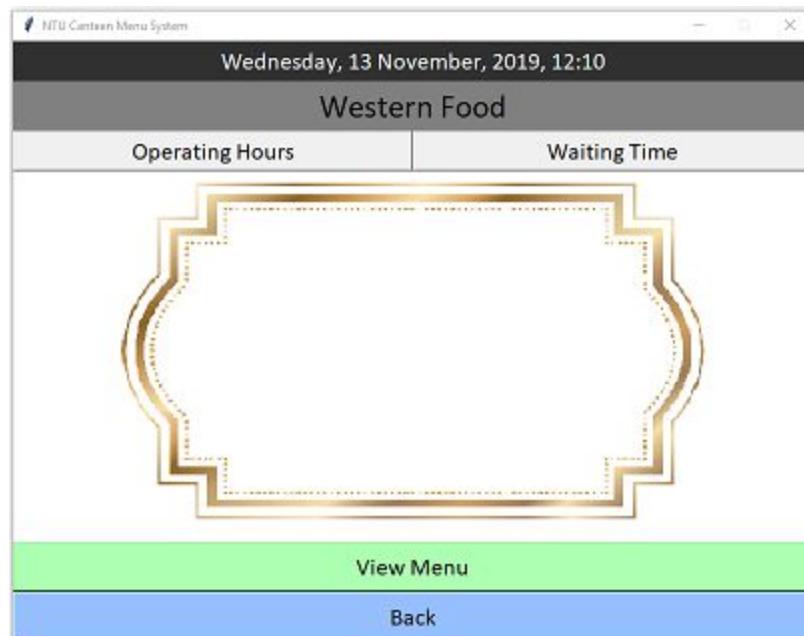 NTU Canteen Menu System
Wednesday, 13 November, 2019, 12:10
Western Food
Operating Hours Waiting Time
View Menu
Back